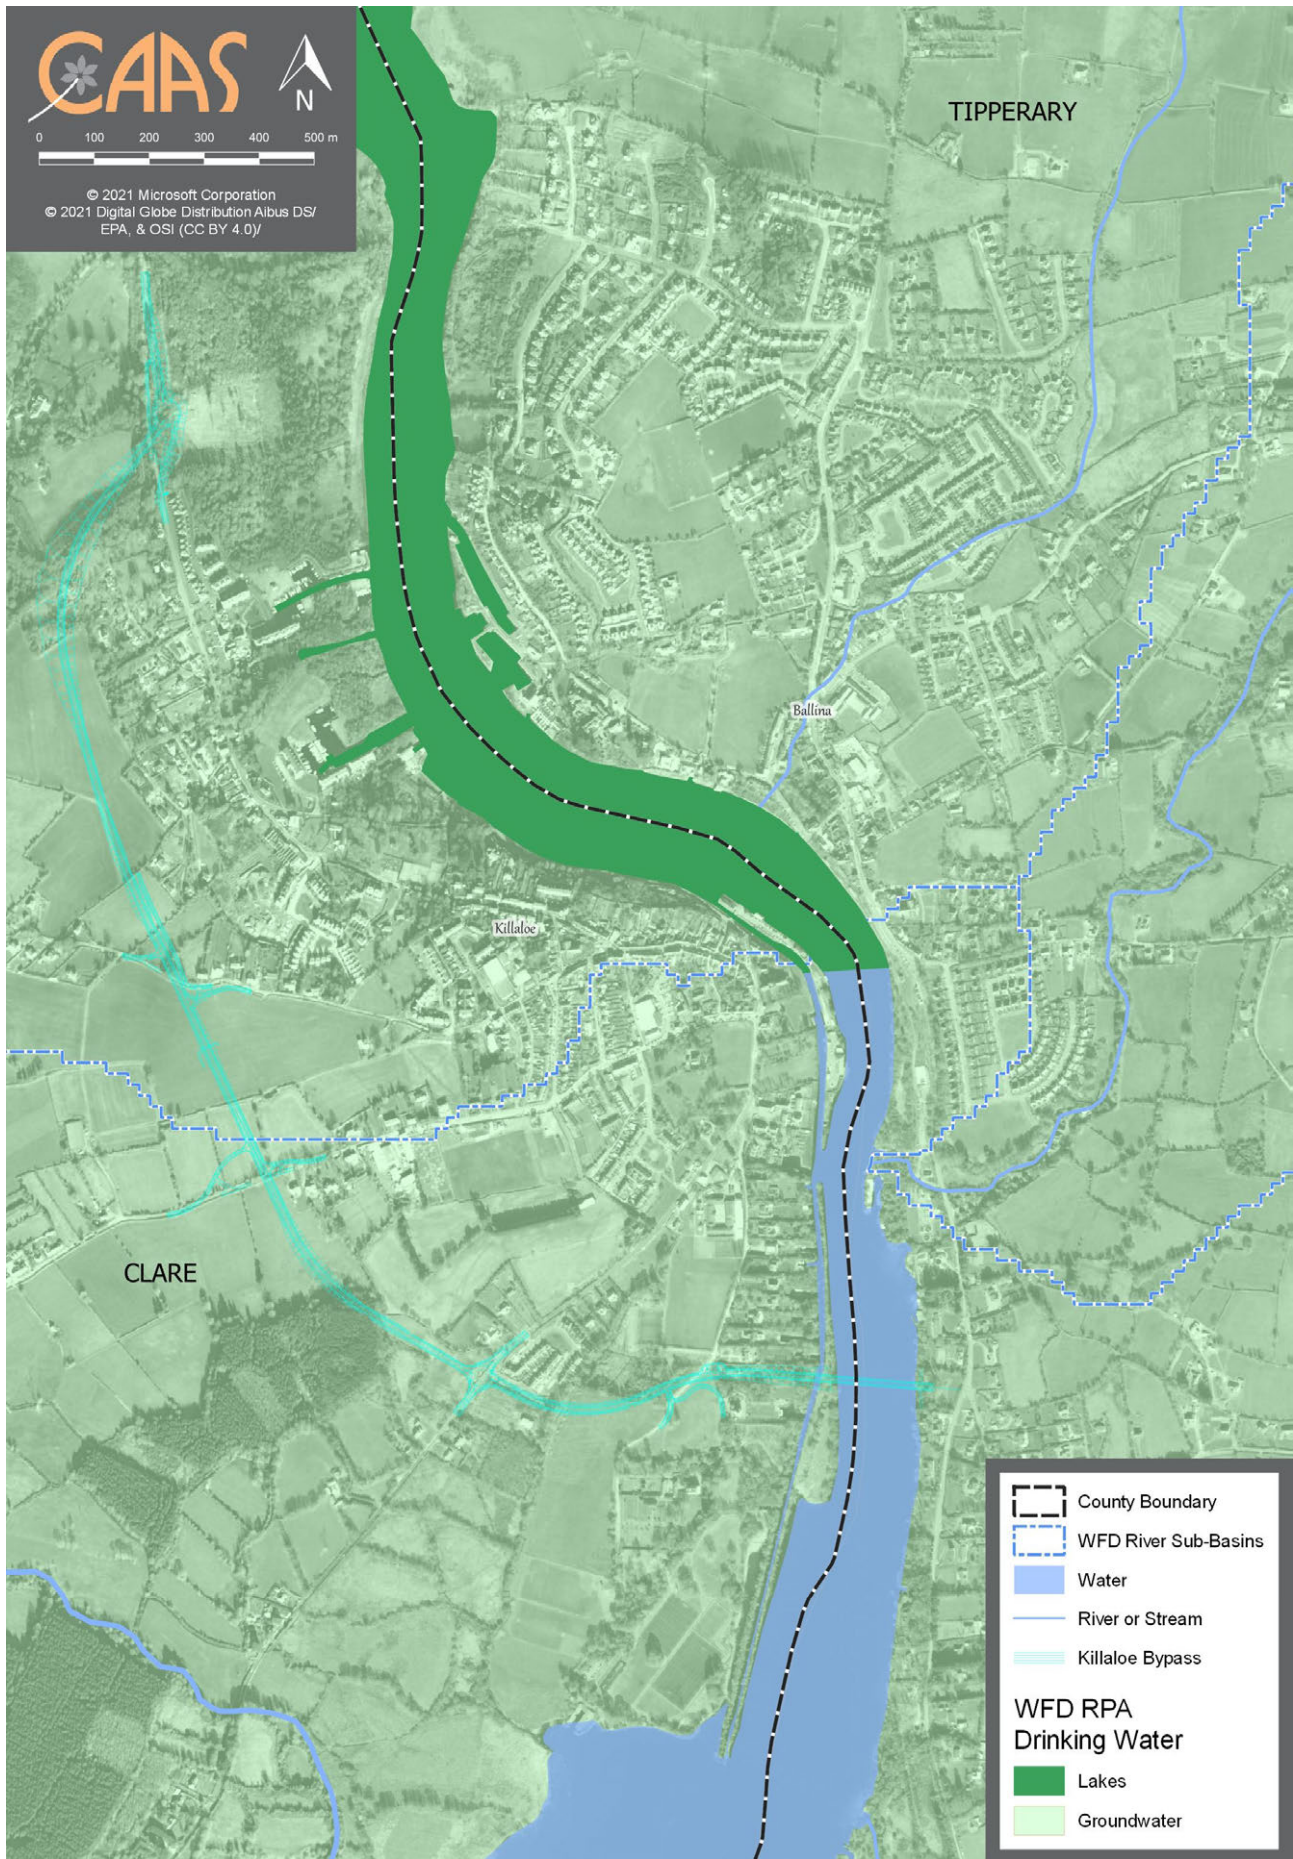 CAAS
N
0 100 200 300 400 500 m
© 2021 Microsoft Corporation
© 2021 Digital Globe Distribution Aibus DS/
EPA, & OSI (CC BY 4.0)/
TIPPERARY
Ballina
Killaloe
CLARE
County Boundary
WFD River Sub-Basins
Water
River or Stream
Killaloe Bypass
WFD RPA
Drinking Water
Lakes
Groundwater